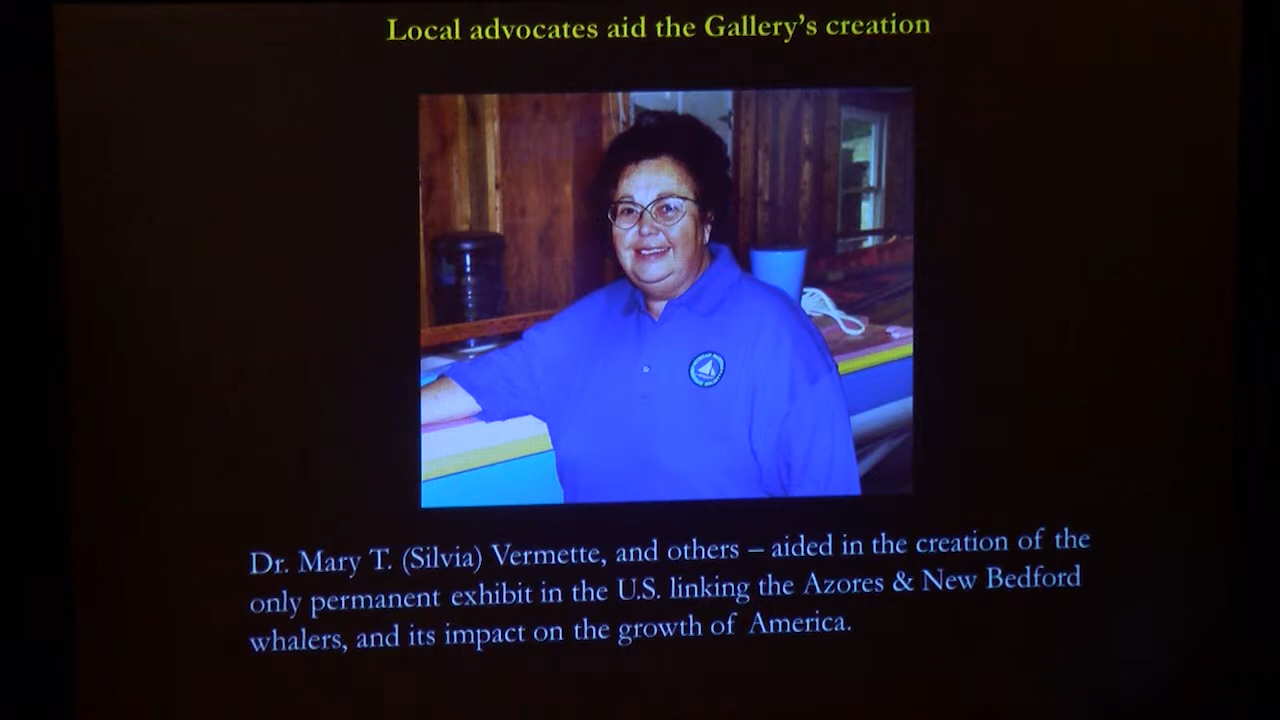 Local advocates aid the Gallery's creation
Dr. Mary T. (Silvia) Vermette, and others – aided in the creation of the
only permanent exhibit in the U.S. linking the Azores & New Bedford
whalers, and its impact on the growth of America.